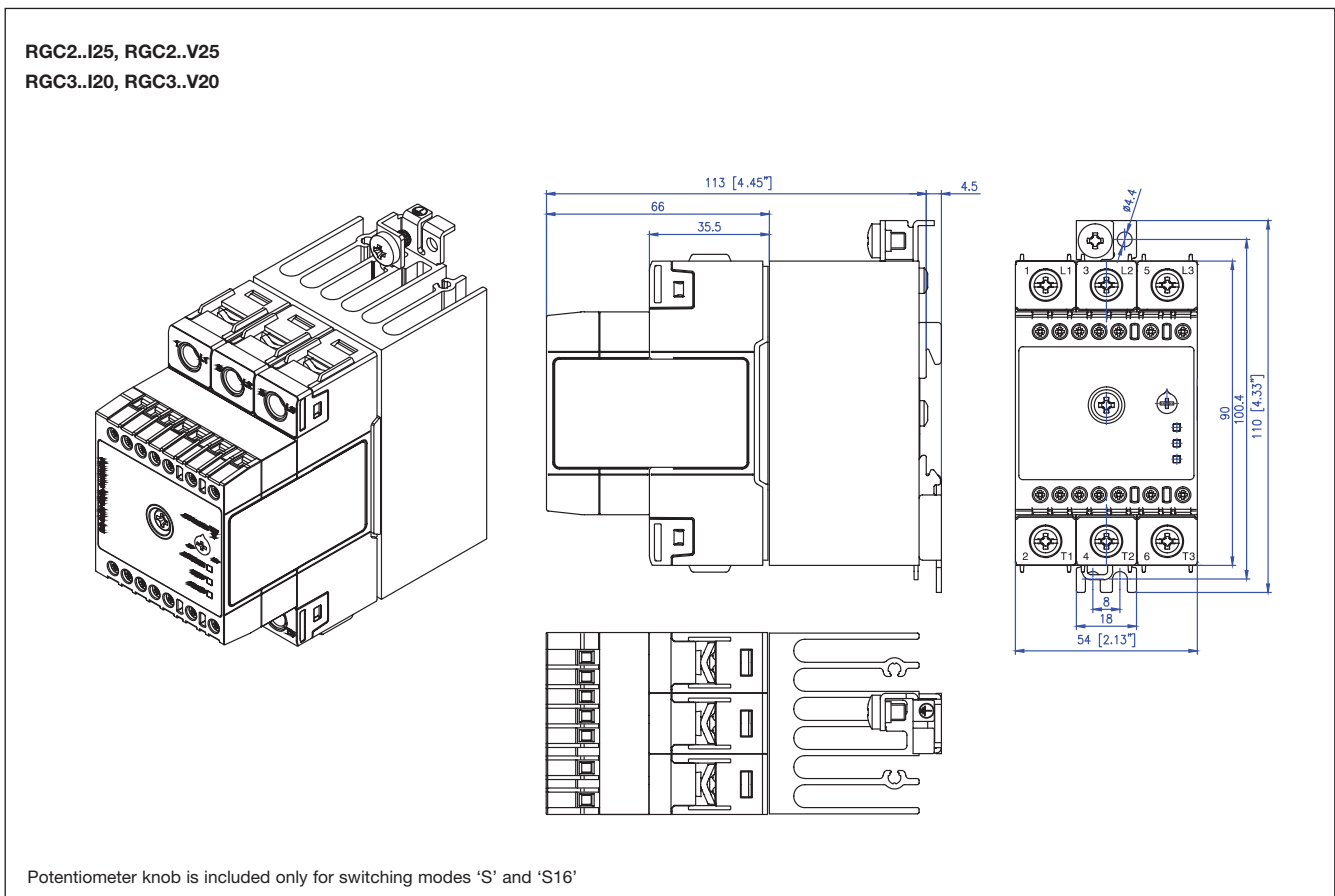 RGC2..I25, RGC2..V25
RGC3..I20, RGC3..V20
113 [4.45"]
4.5
66
35.5
ø4.4
1 L1 3 L2 5 L3
90
100.4
110 [4.33"]
2 T1 4 T2 6 T3
8
18
54 [2.13"]
Potentiometer knob is included only for switching modes ‘S’ and ‘S16’